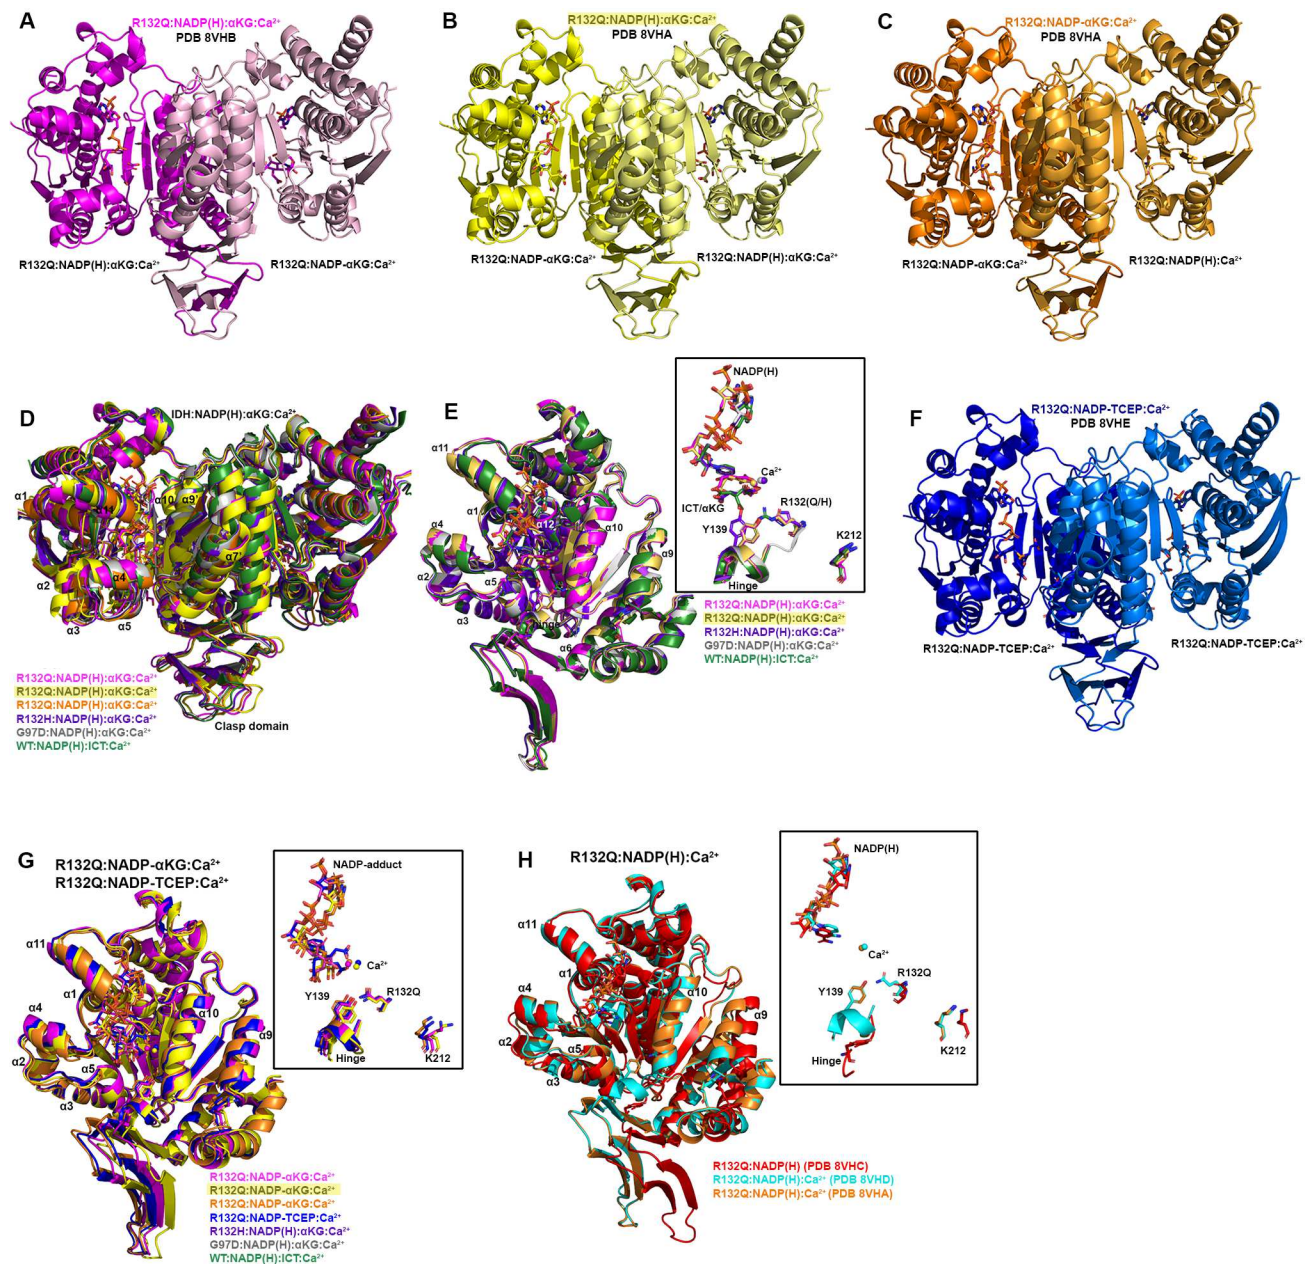 A
R132Q:NADP(H):αKG:Ca²⁺
PDB 8VHB
R132Q:NADP(H):αKG:Ca²⁺
R132Q:NADP-αKG:Ca²⁺
B
R132Q:NADP(H):αKG:Ca²⁺
PDB 8VHA
R132Q:NADP-αKG:Ca²⁺
R132Q:NADP(H):αKG:Ca²⁺
C
R132Q:NADP-αKG:Ca²⁺
PDB 8VHA
R132Q:NADP-αKG:Ca²⁺
R132Q:NADP(H):Ca²⁺
D
IDH:NADP(H):αKG:Ca²⁺
α1
α11
α10
α9'
α7'
α2
α4
α3
α5
Clasp domain
R132Q:NADP(H):αKG:Ca²⁺
R132Q:NADP(H):αKG:Ca²⁺
R132Q:NADP(H):αKG:Ca²⁺
R132H:NADP(H):αKG:Ca²⁺
G97D:NADP(H):αKG:Ca²⁺
WT:NADP(H):ICT:Ca²⁺
E
α11
α1
α4
α12
α10
α9
α2
α5
α3
hinge
α6
NADP(H)
Ca²⁺
ICT/αKG
R132(Q/H)
Y139
K212
Hinge
R132Q:NADP(H):αKG:Ca²⁺
R132Q:NADP(H):αKG:Ca²⁺
R132H:NADP(H):αKG:Ca²⁺
G97D:NADP(H):αKG:Ca²⁺
WT:NADP(H):ICT:Ca²⁺
F
R132Q:NADP-TCEP:Ca²⁺
PDB 8VHE
R132Q:NADP-TCEP:Ca²⁺
R132Q:NADP-TCEP:Ca²⁺
G
R132Q:NADP-αKG:Ca²⁺
R132Q:NADP-TCEP:Ca²⁺
α11
α1
α4
α10
α9
α2
α5
α3
NADP-adduct
Ca²⁺
Y139
R132Q
Hinge
K212
R132Q:NADP-αKG:Ca²⁺
R132Q:NADP-αKG:Ca²⁺
R132Q:NADP-αKG:Ca²⁺
R132Q:NADP-TCEP:Ca²⁺
R132H:NADP(H):αKG:Ca²⁺
G97D:NADP(H):αKG:Ca²⁺
WT:NADP(H):ICT:Ca²⁺
H
R132Q:NADP(H):Ca²⁺
α11
α1
α4
α10
α9
α2
α5
α3
NADP(H)
Ca²⁺
R132Q
Y139
Hinge
K212
R132Q:NADP(H) (PDB 8VHC)
R132Q:NADP(H):Ca²⁺ (PDB 8VHD)
R132Q:NADP(H):Ca²⁺ (PDB 8VHA)